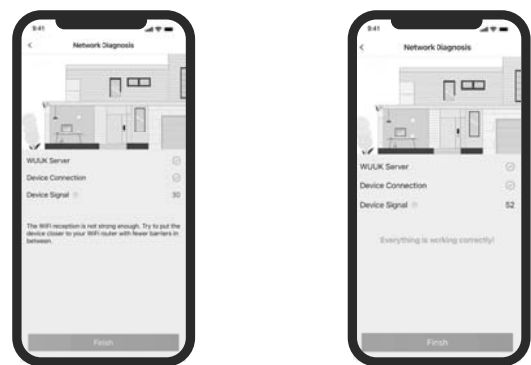 9:41
Network Diagnosis
WUUK Server
Device Connection
Device Signal 30
The WiFi reception is not strong enough. Try to put the
device closer to your WiFi router with fewer barriers in
between.
Finish
9:41
Network Diagnosis
WUUK Server
Device Connection
Device Signal 52
Everything is working correctly!
Finish